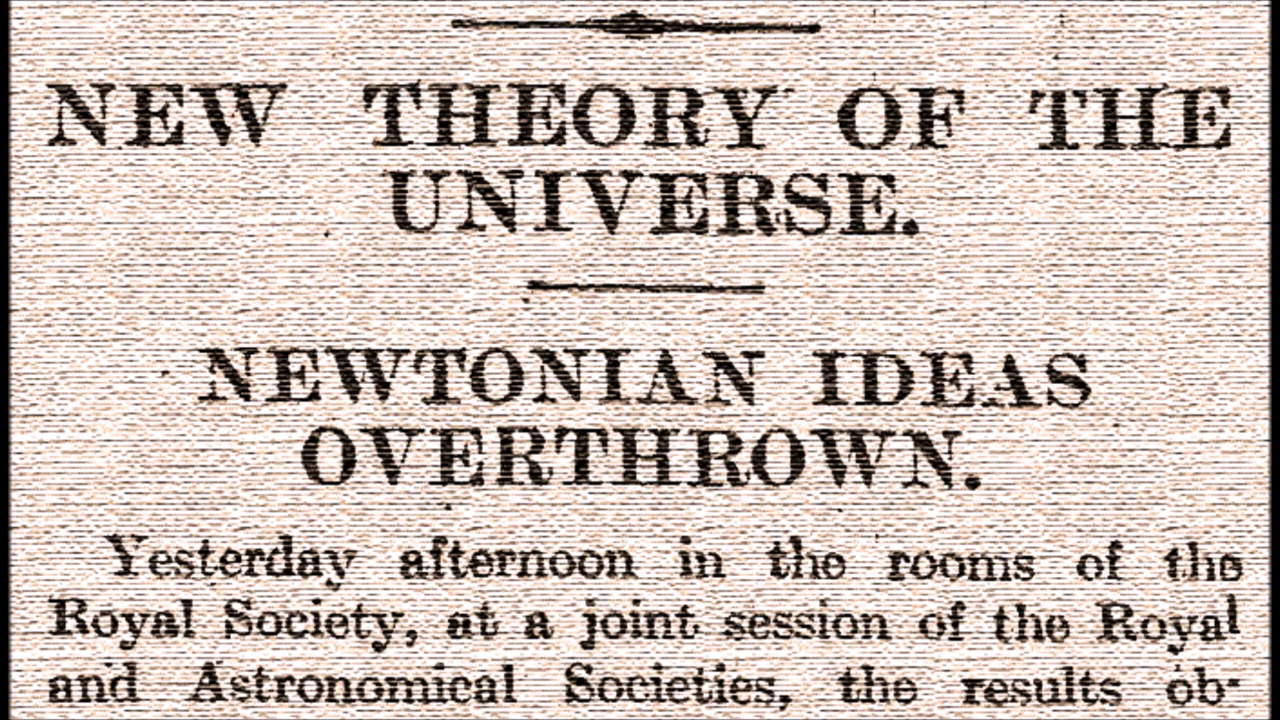 NEW THEORY OF THE
UNIVERSE.
NEWTONIAN IDEAS
OVERTHROWN.
Yesterday afternoon in the rooms of the
Royal Society, at a joint session of the Royal
and Astronomical Societies, the results ob-